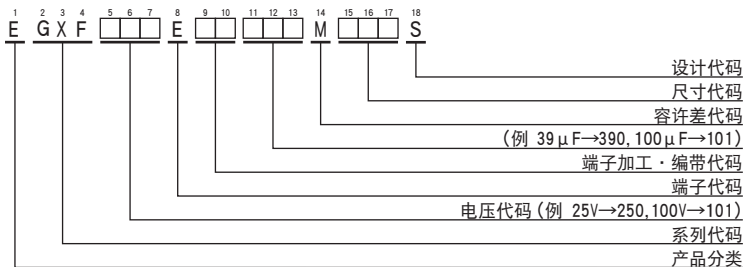 1 2 3 4 5 6 7 8 9 10 11 12 13 14 15 16 17 18
E G X F □□□ E □□ □□□ M □□□ S
设计代码
尺寸代码
容许差代码
(例 39μF→390,100μF→101)
端子加工·编带代码
端子代码
电压代码(例 25V→250,100V→101)
系列代码
产品分类